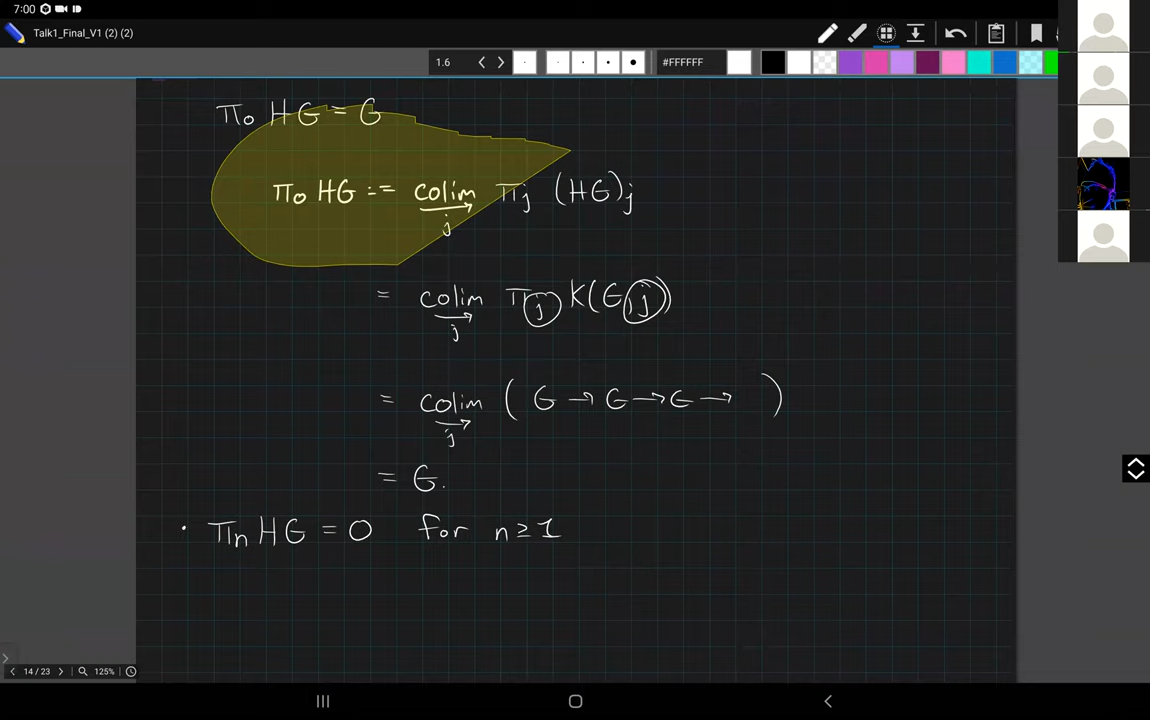 7:00
Talk1_Final_V1 (2) (2)
1.6 #FFFFFF
π₀ HG = G
π₀ HG := colim πⱼ (HG)ⱼ
j
= colim πⱼ K(G, j)
j
= colim ( G → G → G → )
j
= G.
• πₙ HG = 0 for n ≥ 1
14 / 23 125%